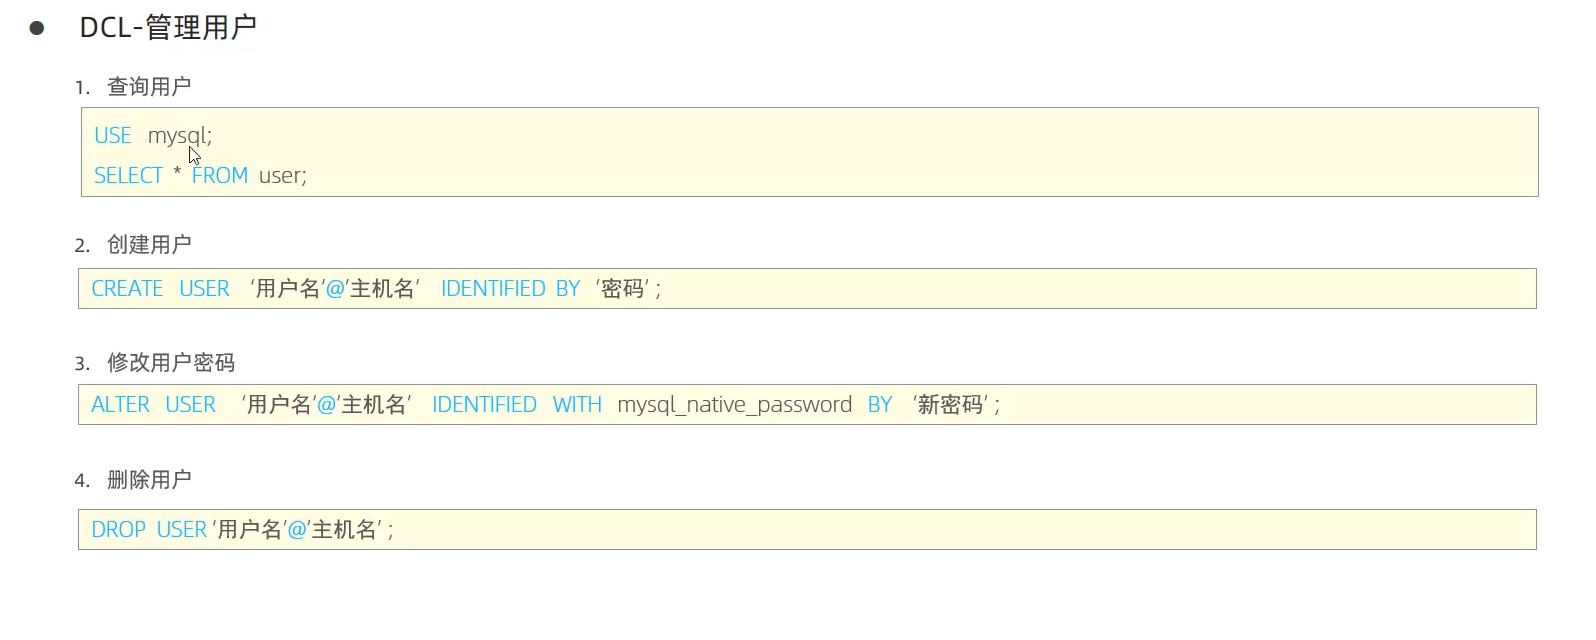 ● DCL-管理用户
1. 查询用户
USE mysql;
SELECT * FROM user;
2. 创建用户
CREATE USER ‘用户名’@’主机名’ IDENTIFIED BY ‘密码’ ;
3. 修改用户密码
ALTER USER ‘用户名’@’主机名’ IDENTIFIED WITH mysql_native_password BY ‘新密码’ ;
4. 删除用户
DROP USER ‘用户名’@’主机名’ ;